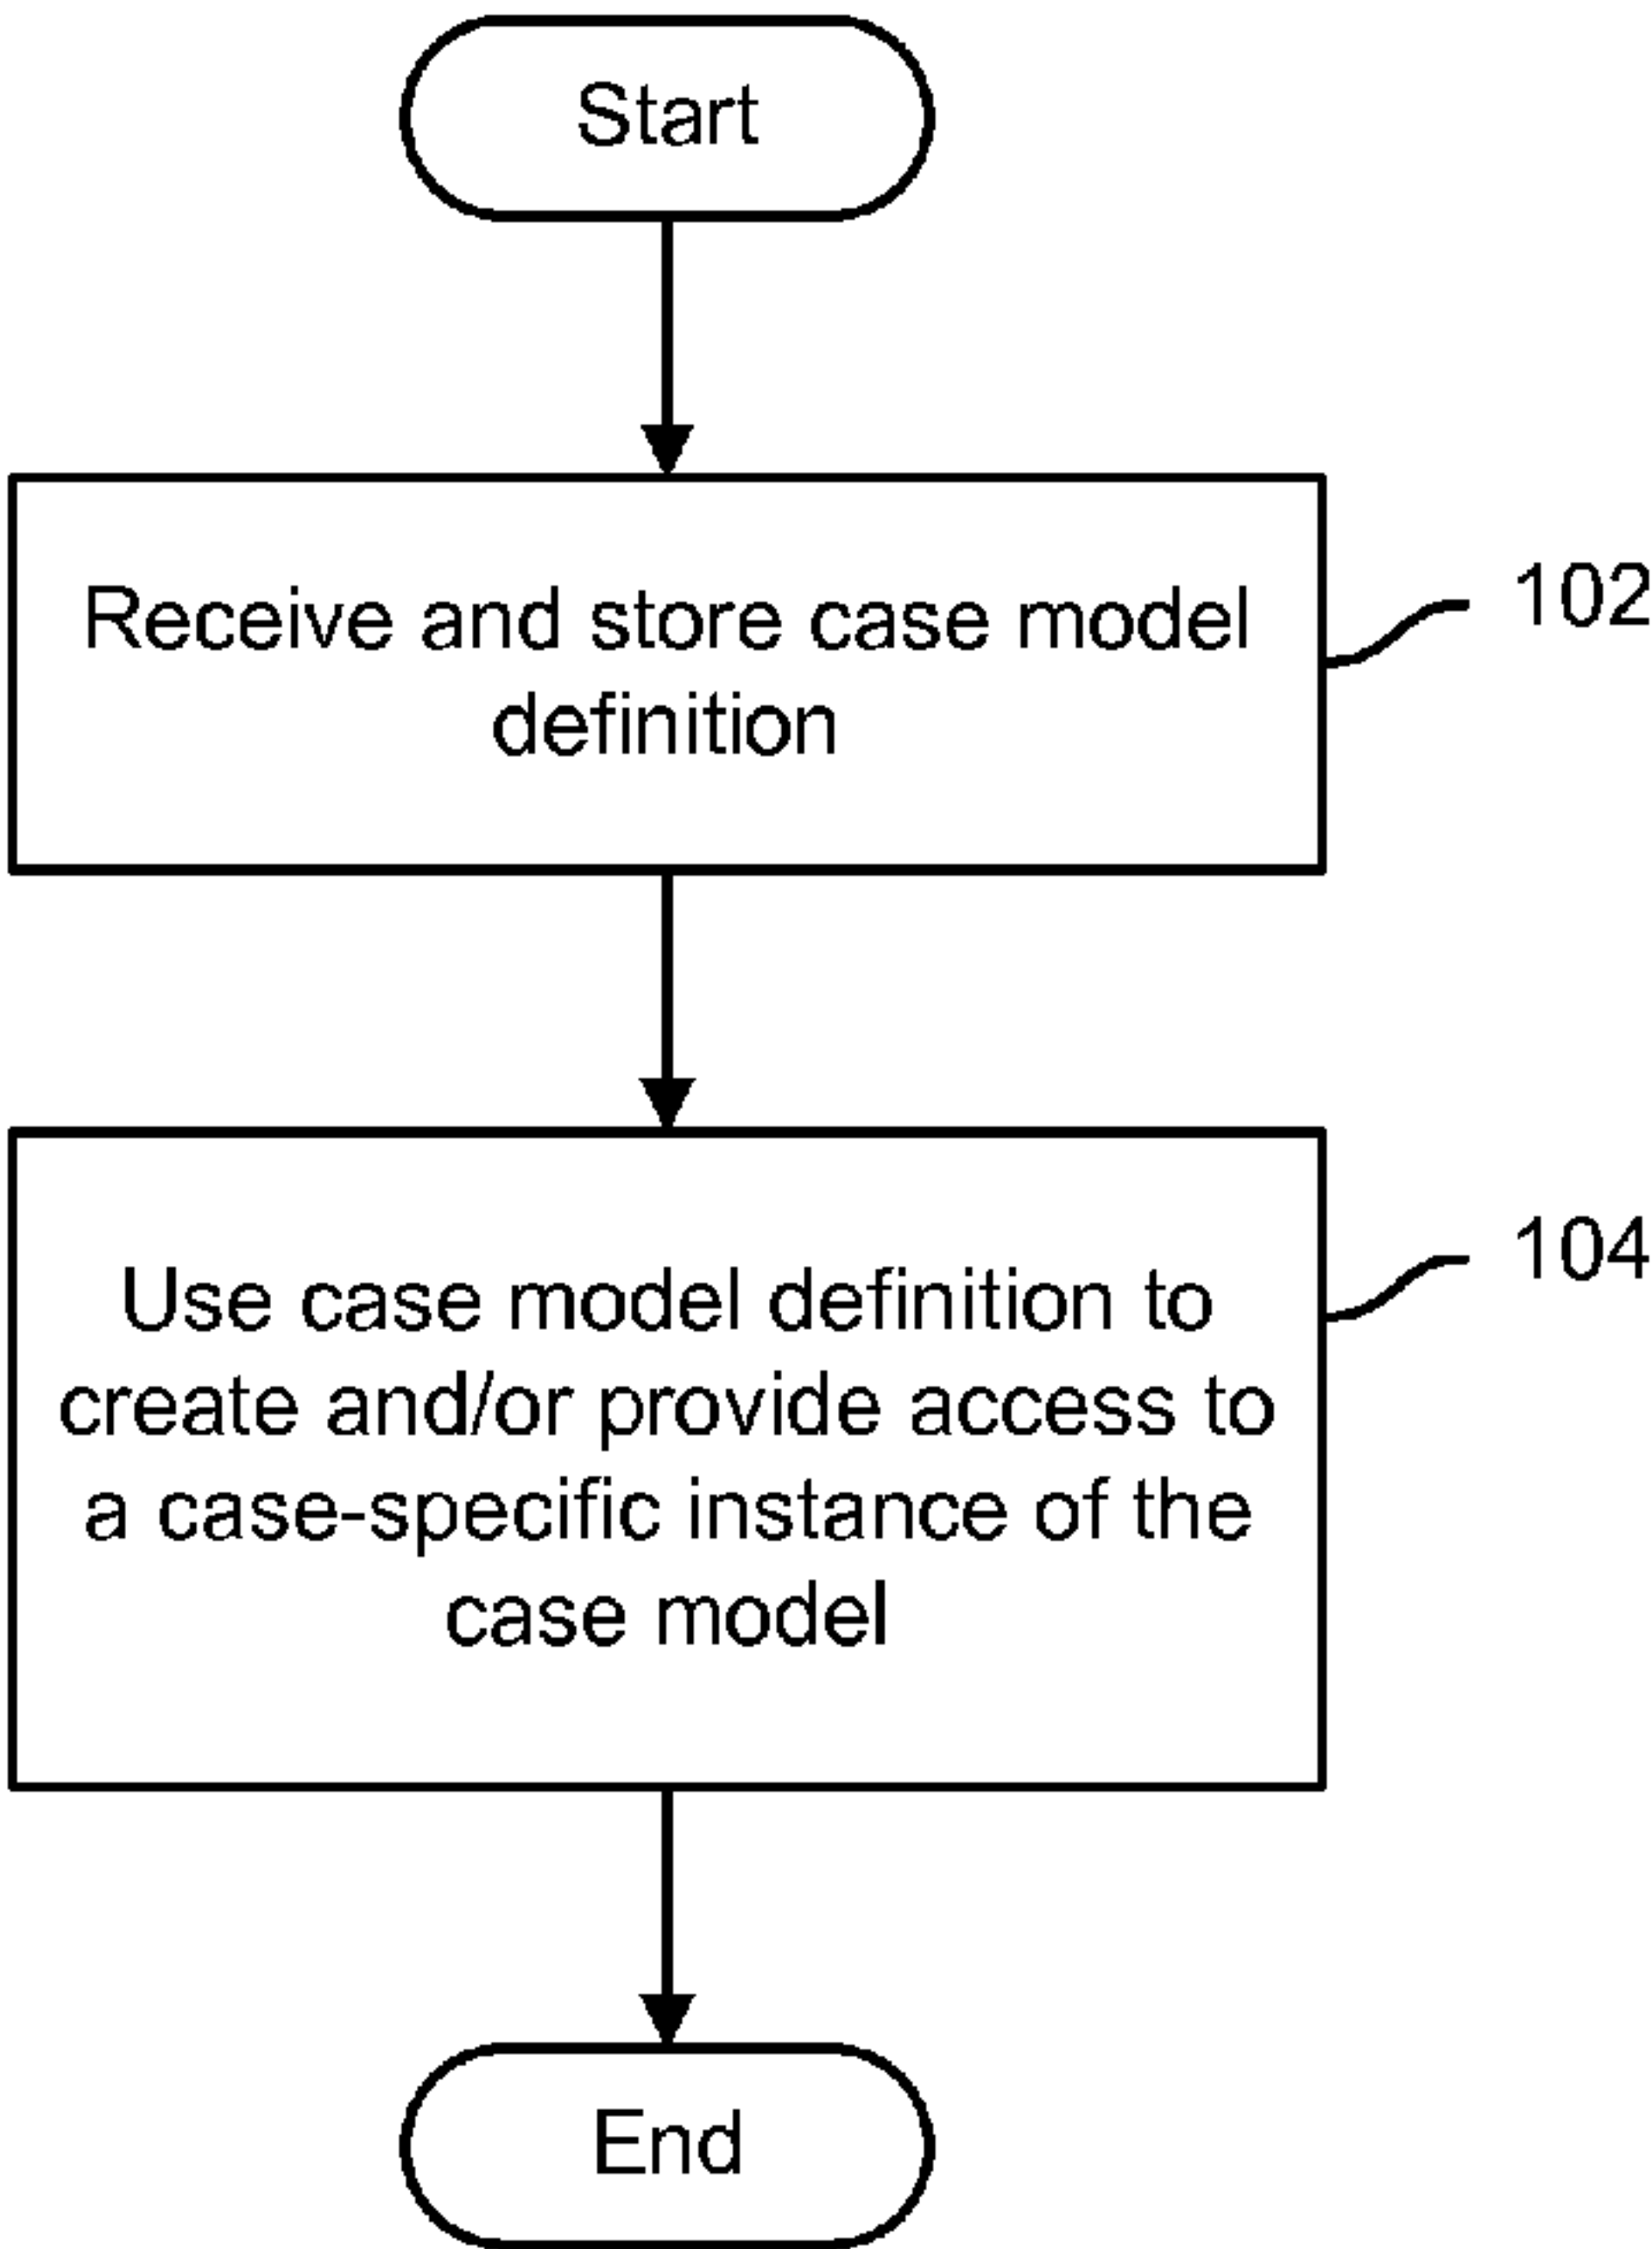 Start
Receive and store case model
definition
102
Use case model definition to
create and/or provide access to
a case-specific instance of the
case model
104
End